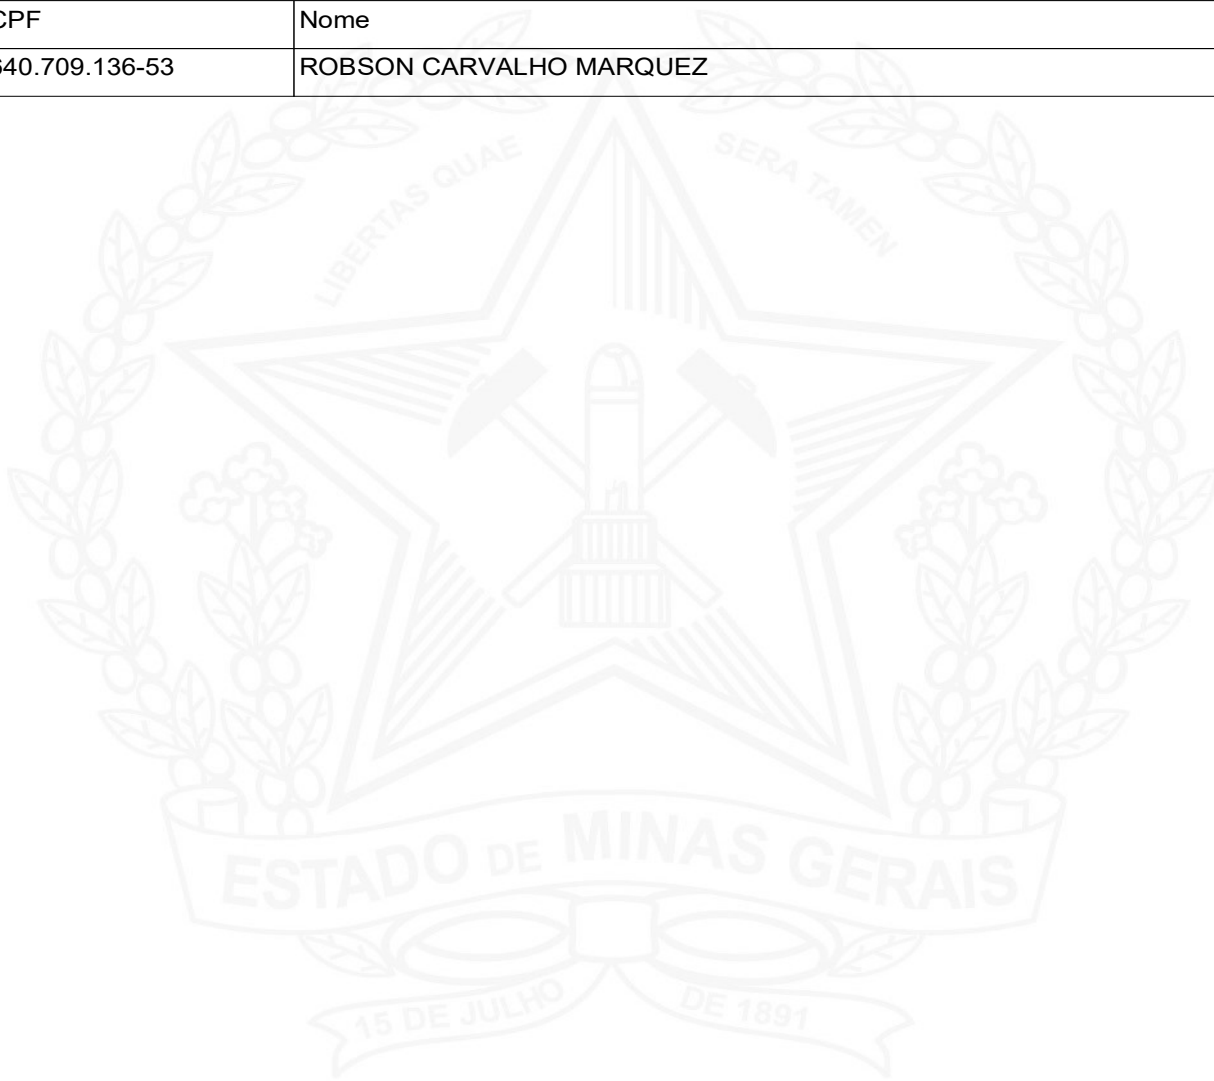 CPF Nome
640.709.136-53 ROBSON CARVALHO MARQUEZ
LIBERTAS QUAE SERA TAMEN
ESTADO DE MINAS GERAIS
15 DE JULHO DE 1891